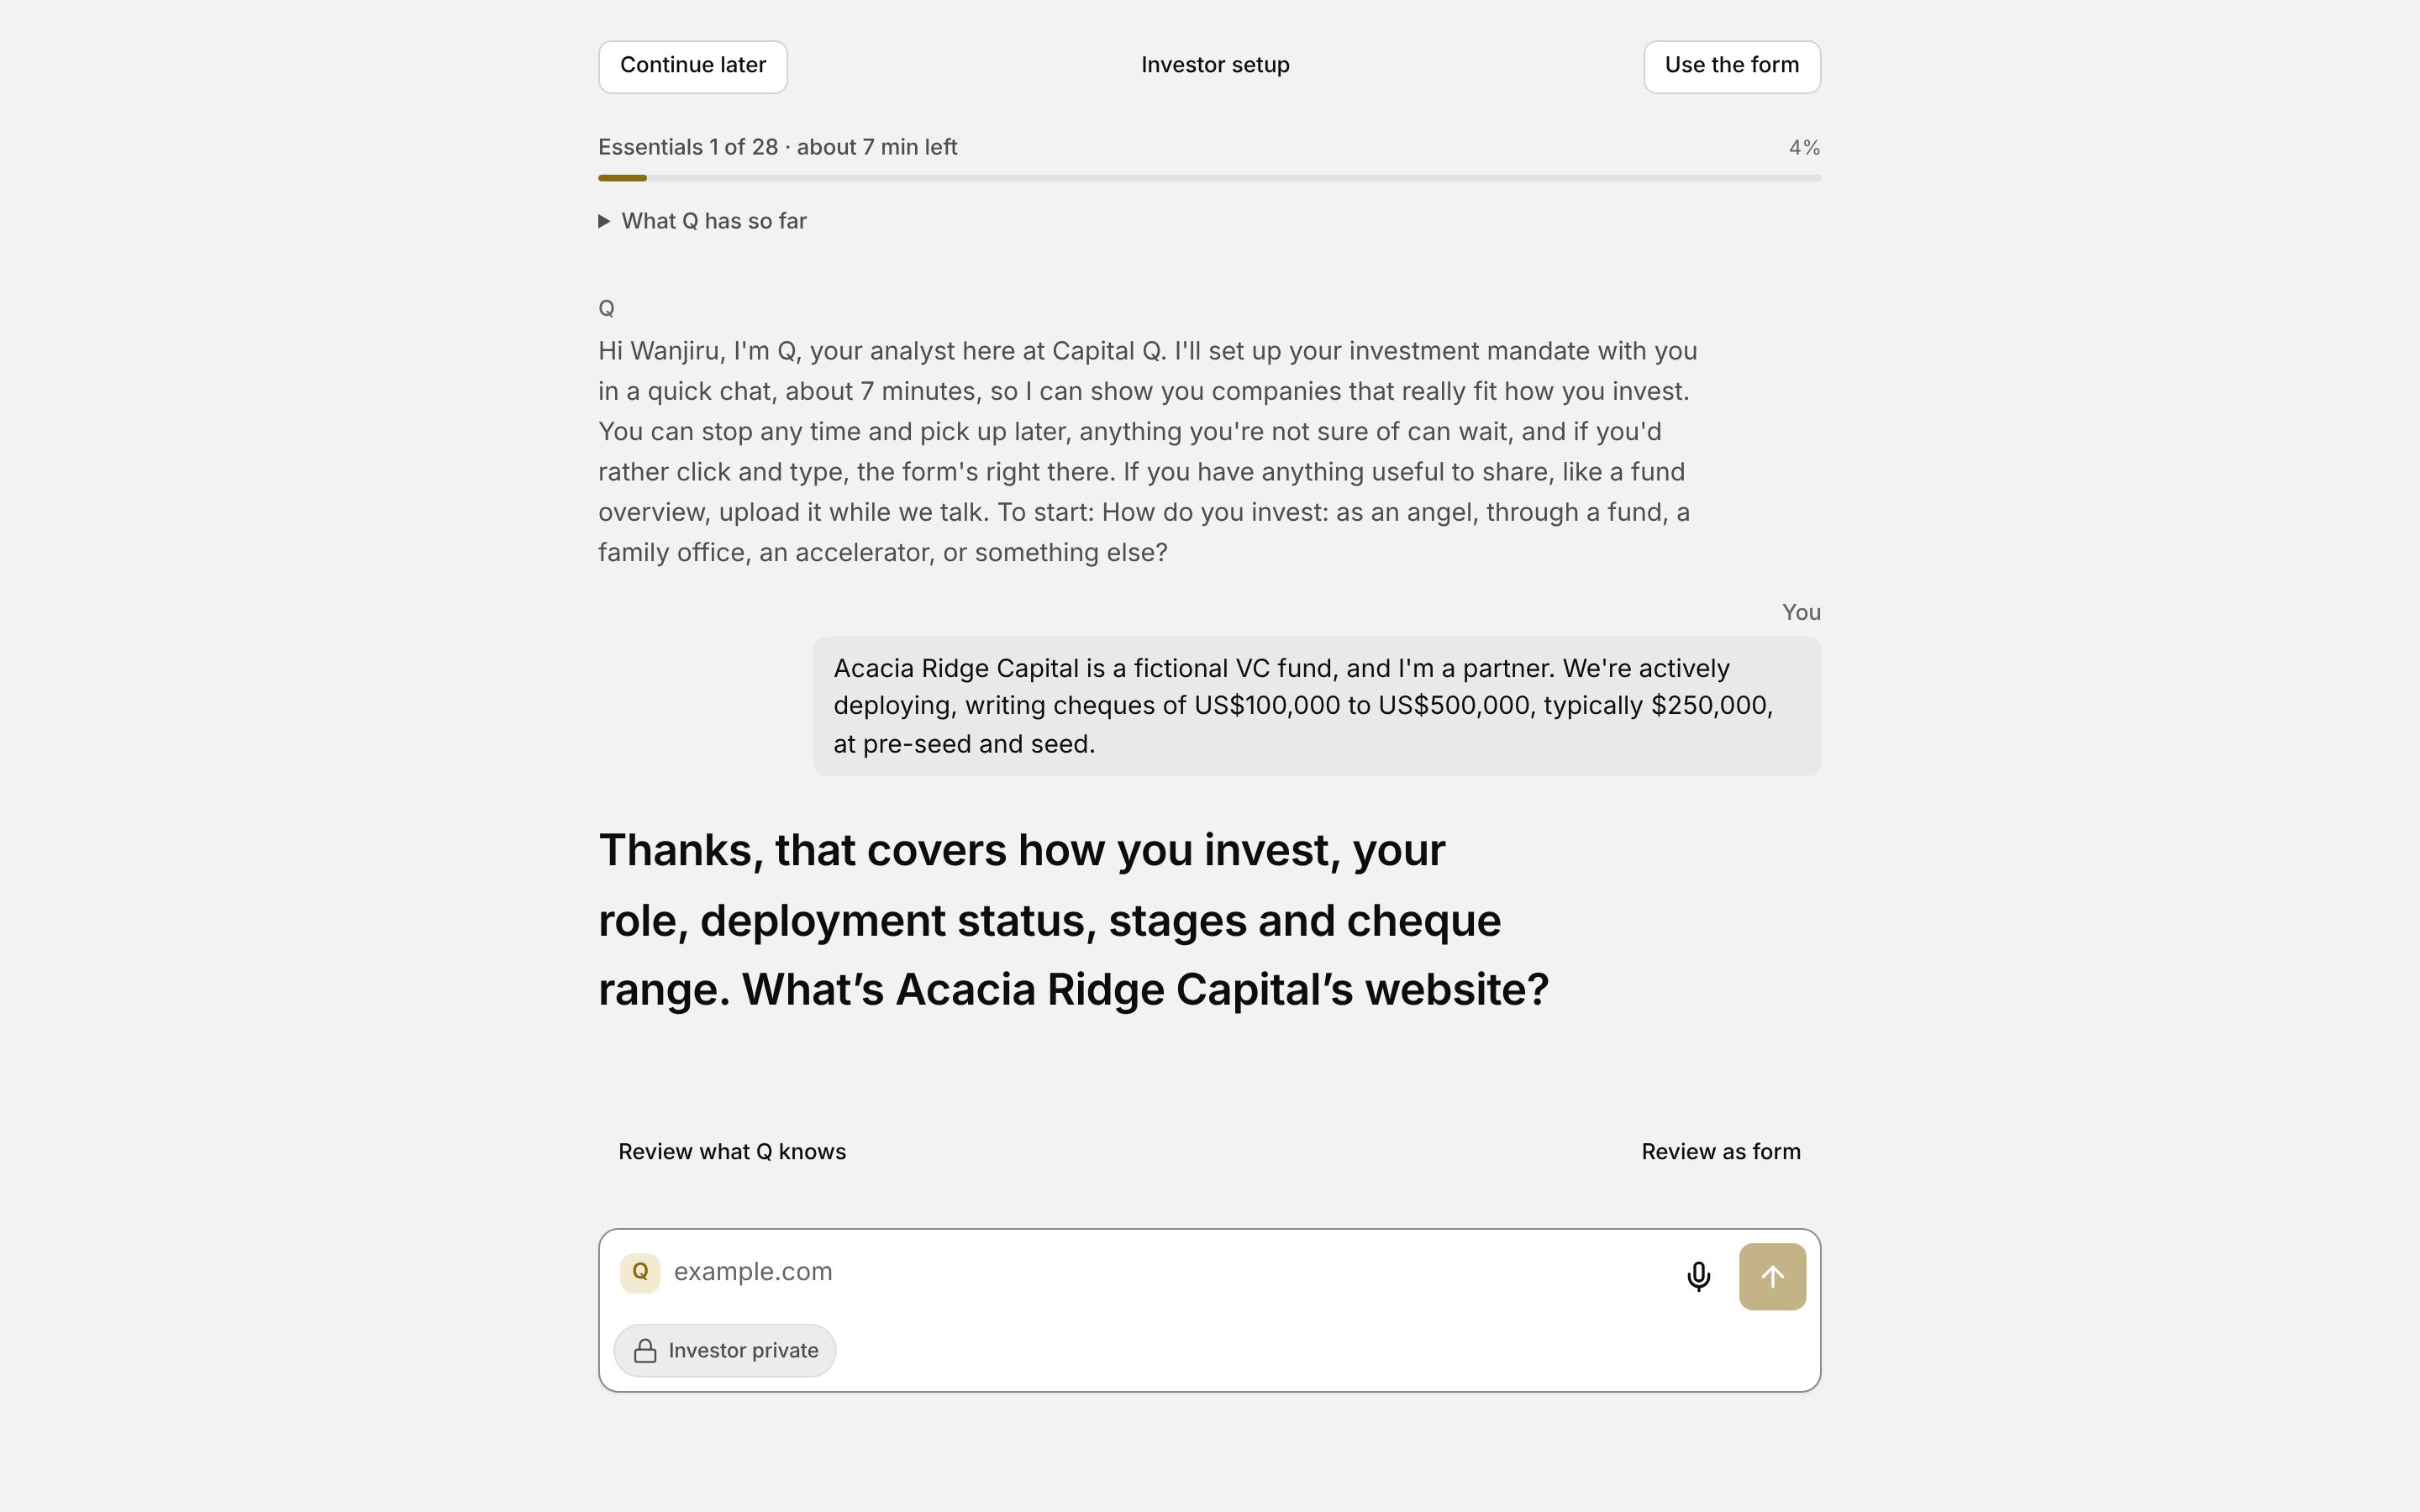 Continue later
Investor setup
Use the form
Essentials 1 of 28 · about 7 min left
4%
What Q has so far
Q
Hi Wanjiru, I'm Q, your analyst here at Capital Q. I'll set up your investment mandate with you
in a quick chat, about 7 minutes, so I can show you companies that really fit how you invest.
You can stop any time and pick up later, anything you're not sure of can wait, and if you'd
rather click and type, the form's right there. If you have anything useful to share, like a fund
overview, upload it while we talk. To start: How do you invest: as an angel, through a fund, a
family office, an accelerator, or something else?
You
Acacia Ridge Capital is a fictional VC fund, and I'm a partner. We're actively
deploying, writing cheques of US$100,000 to US$500,000, typically $250,000,
at pre-seed and seed.
Thanks, that covers how you invest, your
role, deployment status, stages and cheque
range. What’s Acacia Ridge Capital’s website?
Review what Q knows
Review as form
Q
example.com
Investor private